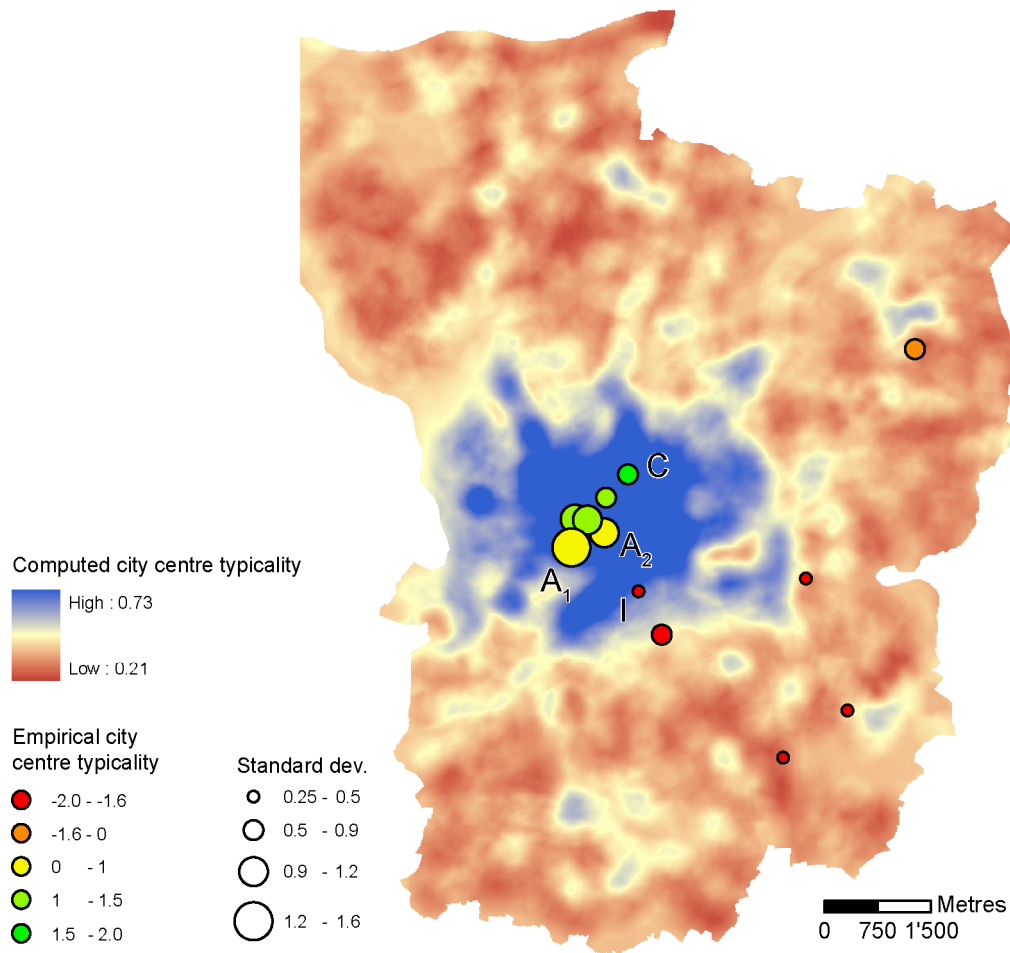 C
A2
A1
I
Computed city centre typicality
High : 0.73
Low : 0.21
Empirical city
centre typicality
-2.0 - -1.6
-1.6 - 0
0 - 1
1 - 1.5
1.5 - 2.0
Standard dev.
0.25 - 0.5
0.5 - 0.9
0.9 - 1.2
1.2 - 1.6
Metres
0 750 1'500